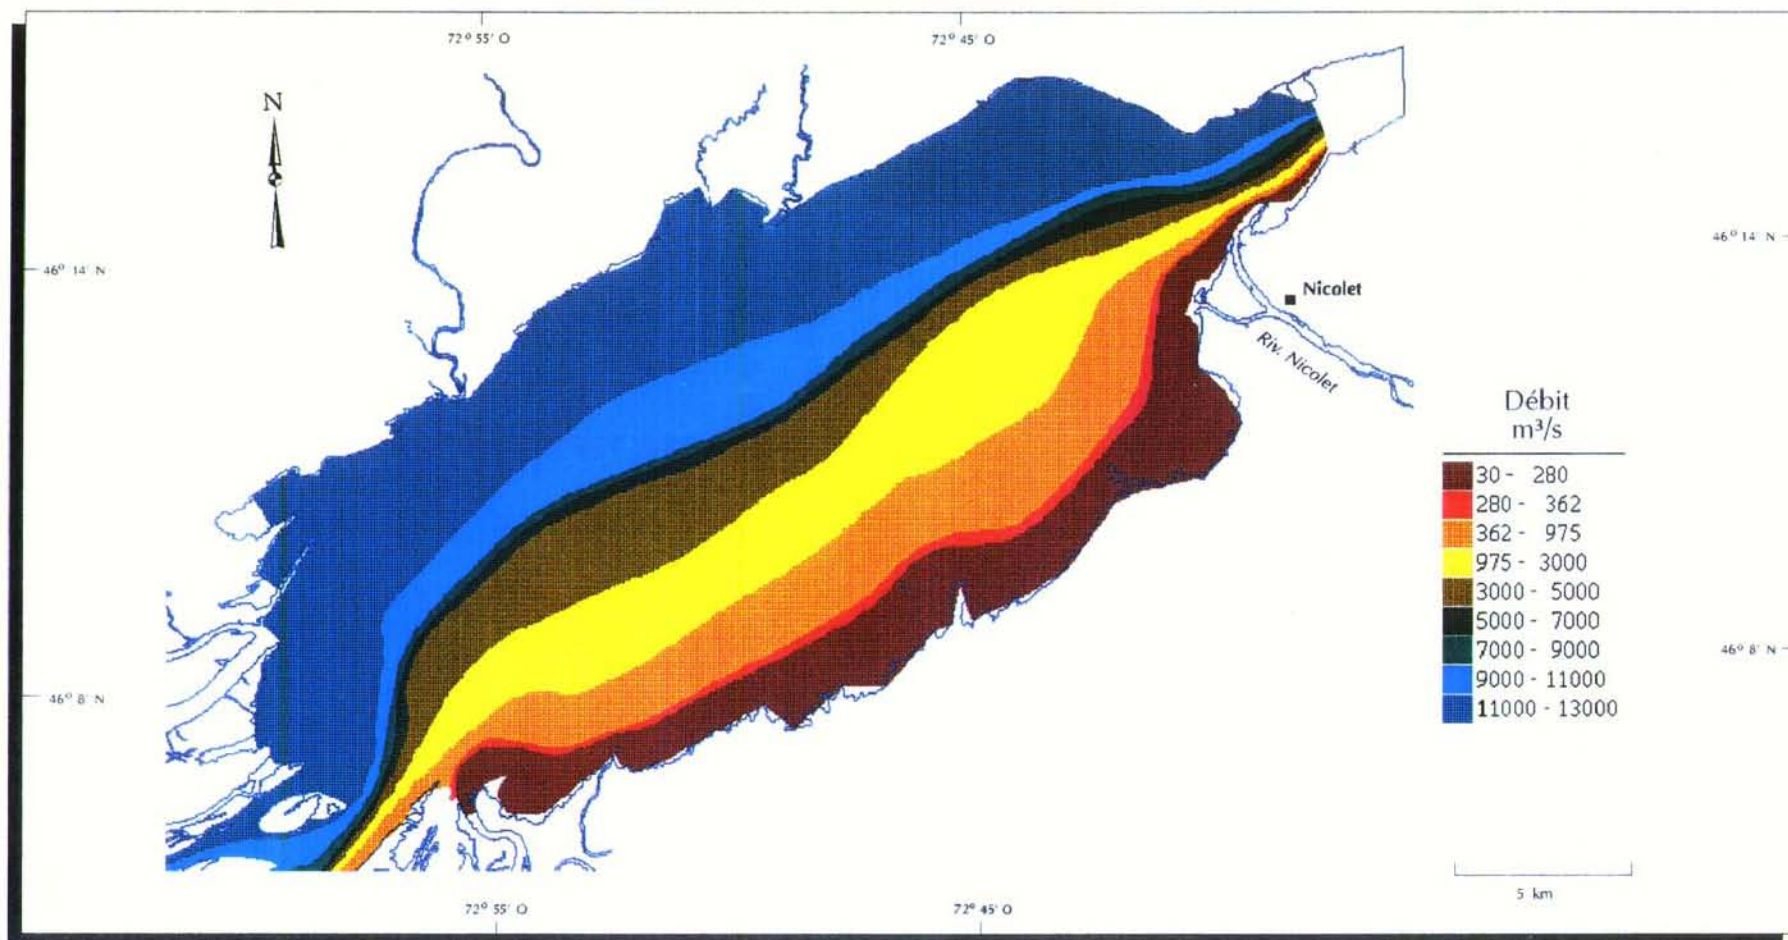 72° 55' O
72° 45' O
N
46° 14' N
46° 14' N
Nicolet
Riv. Nicolet
Débit
m³/s
30 - 280
280 - 362
362 - 975
975 - 3000
3000 - 5000
5000 - 7000
7000 - 9000
9000 - 11000
11000 - 13000
46° 8' N
46° 8' N
5 km
72° 55' O
72° 45' O